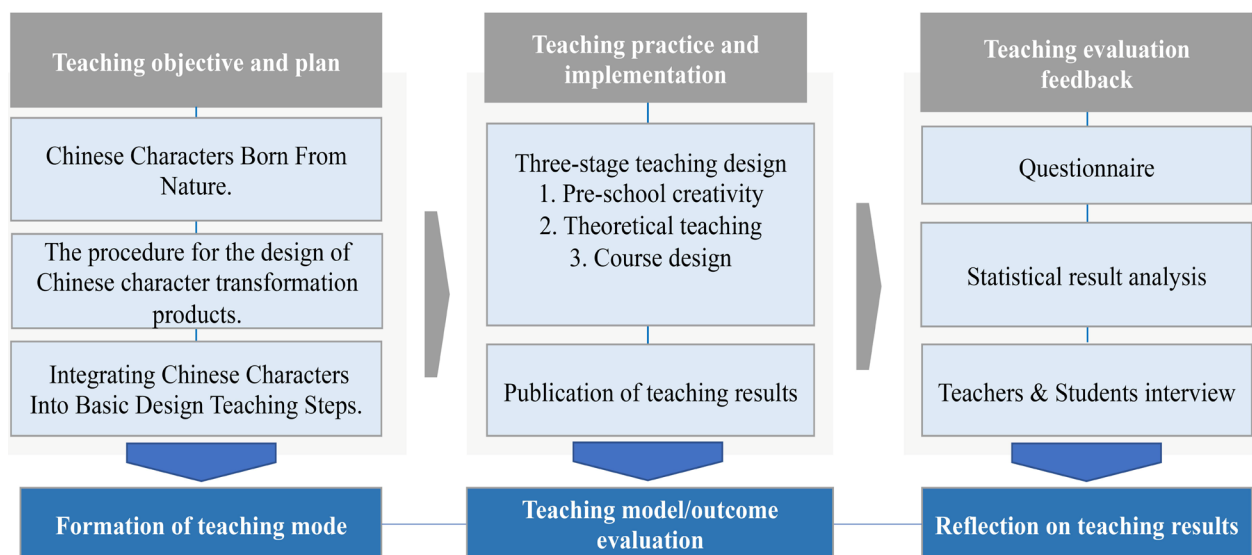 Teaching objective and plan
Chinese Characters Born From
Nature.
The procedure for the design of
Chinese character transformation
products.
Integrating Chinese Characters
Into Basic Design Teaching Steps.
Formation of teaching mode
Teaching practice and
implementation
Three-stage teaching design
1. Pre-school creativity
2. Theoretical teaching
3. Course design
Publication of teaching results
Teaching model/outcome
evaluation
Teaching evaluation
feedback
Questionnaire
Statistical result analysis
Teachers & Students interview
Reflection on teaching results